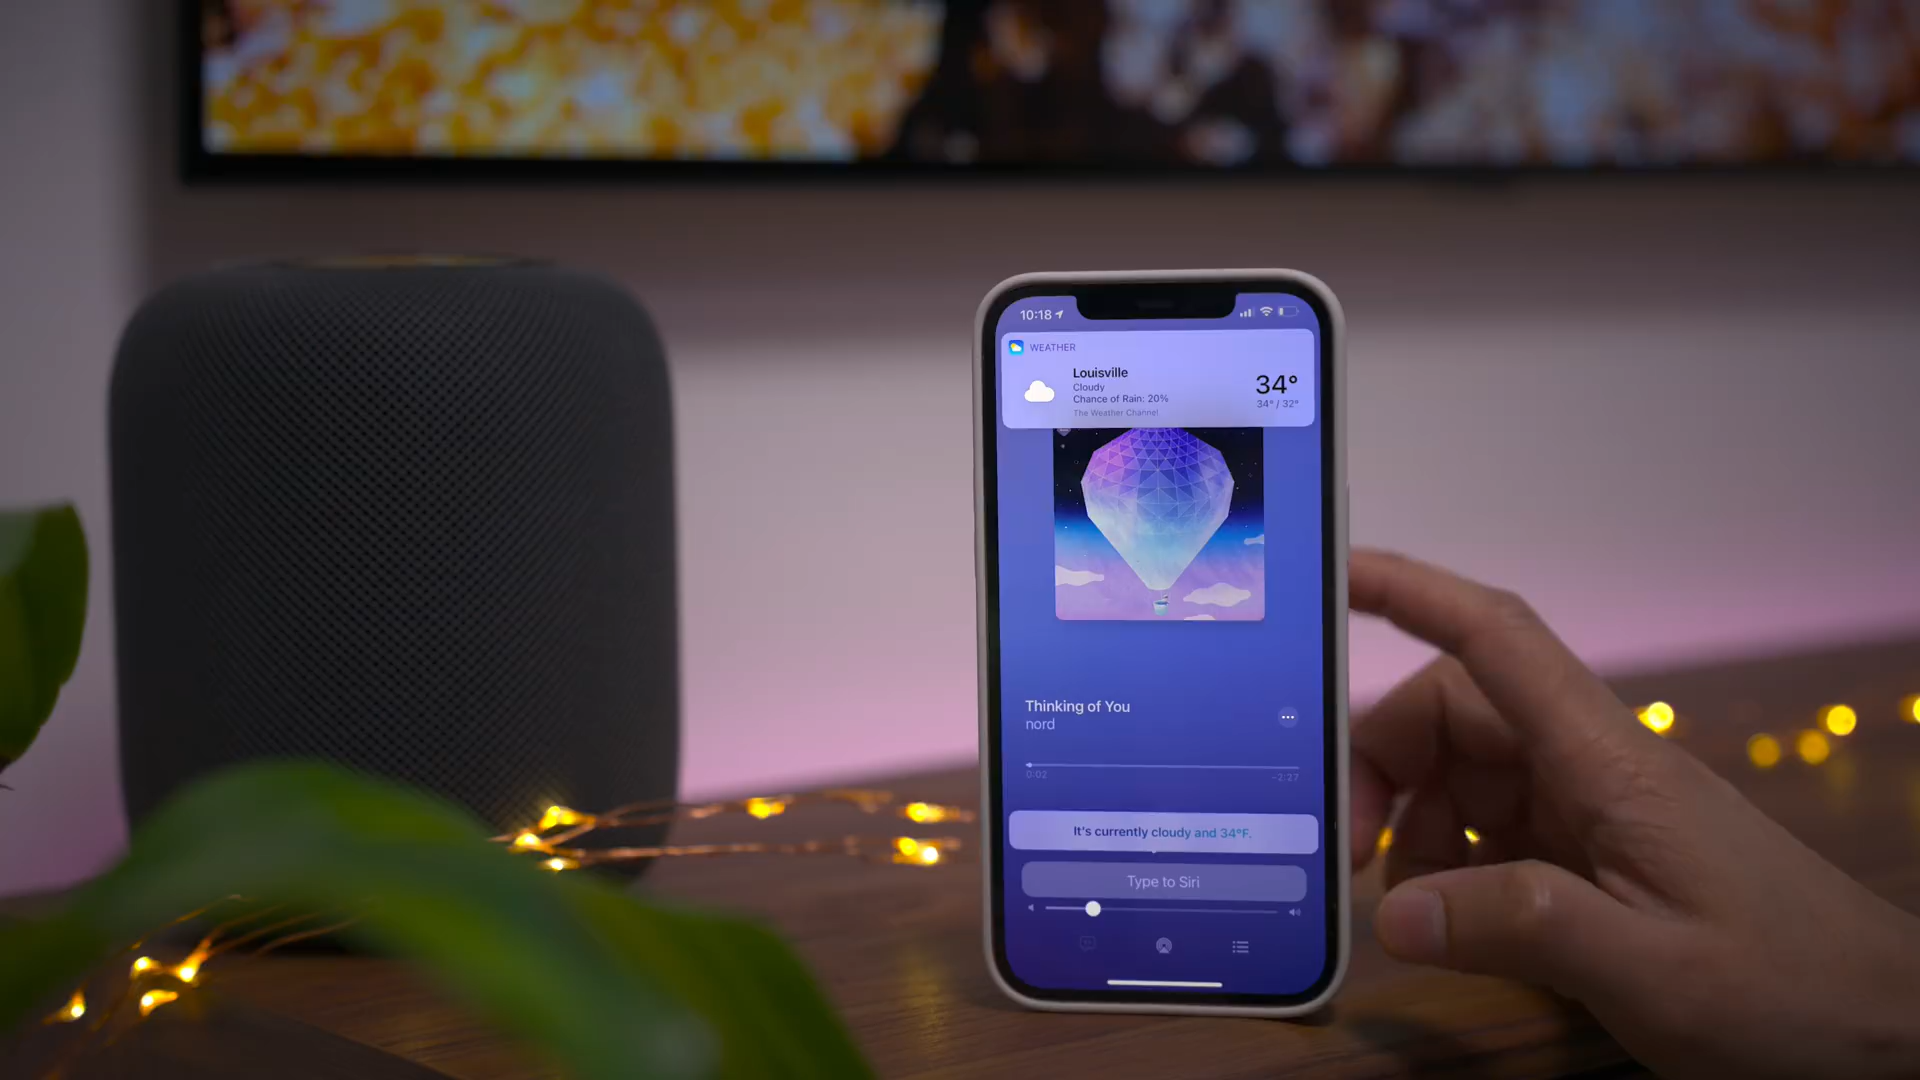 10:18
WEATHER
Louisville
Cloudy
Chance of Rain: 20%
The Weather Channel
34°
34° / 32°
Thinking of You
nord
0:02
-2:27
It's currently cloudy and 34°F.
Type to Siri